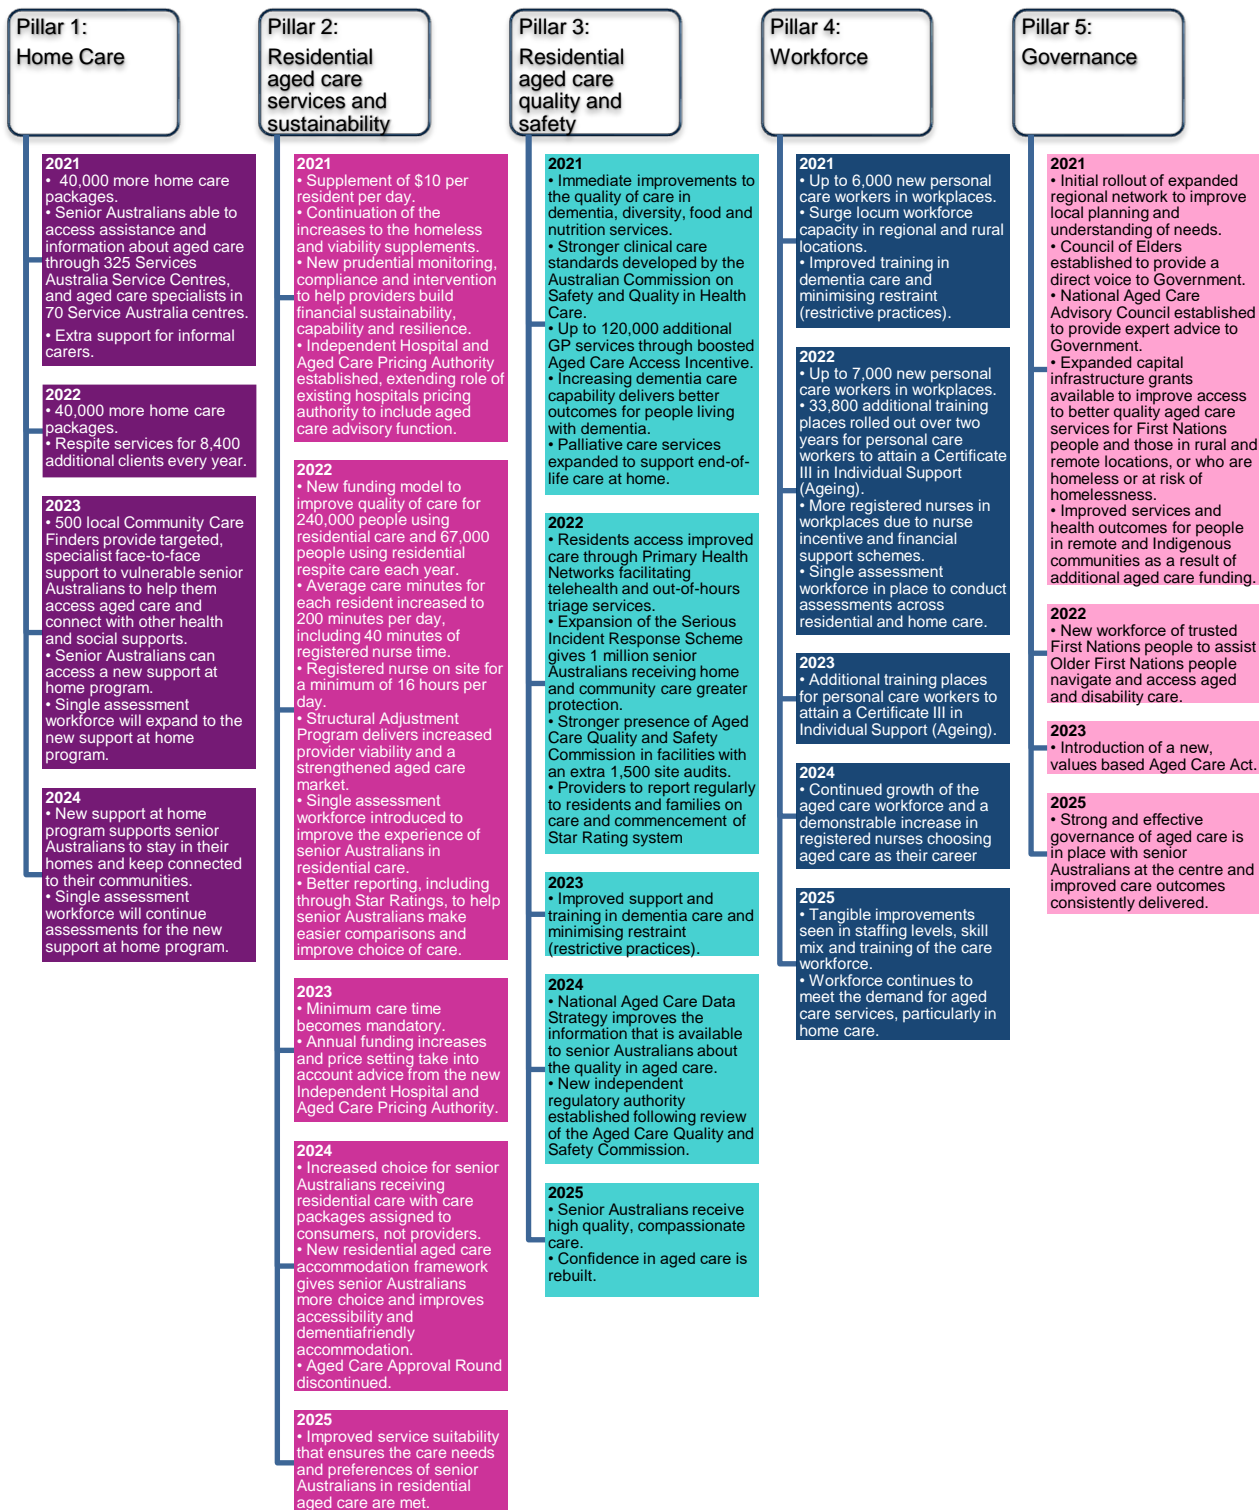 Pillar 1:
Home Care
2021
• 40,000 more home care
packages.
• Senior Australians able to
access assistance and
information about aged care
through 325 Services
Australia Service Centres,
and aged care specialists in
70 Service Australia centres.
• Extra support for informal
carers.
2022
• 40,000 more home care
packages.
• Respite services for 8,400
additional clients every year.
2023
• 500 local Community Care
Finders provide targeted,
specialist face-to-face
support to vulnerable senior
Australians to help them
access aged care and
connect with other health
and social supports.
• Senior Australians can
access a new support at
home program.
• Single assessment
workforce will expand to the
new support at home
program.
2024
• New support at home
program supports senior
Australians to stay in their
homes and keep connected
to their communities.
• Single assessment
workforce will continue
assessments for the new
support at home program.
Pillar 2:
Residential
aged care
services and
sustainability
2021
• Supplement of $10 per
resident per day.
• Continuation of the
increases to the homeless
and viability supplements.
• New prudential monitoring,
compliance and intervention
to help providers build
financial sustainability,
capability and resilience.
• Independent Hospital and
Aged Care Pricing Authority
established, extending role of
existing hospitals pricing
authority to include aged
care advisory function.
2022
• New funding model to
improve quality of care for
240,000 people using
residential care and 67,000
people using residential
respite care each year.
• Average care minutes for
each resident increased to
200 minutes per day,
including 40 minutes of
registered nurse time.
• Registered nurse on site for
a minimum of 16 hours per
day.
• Structural Adjustment
Program delivers increased
provider viability and a
strengthened aged care
market.
• Single assessment
workforce introduced to
improve the experience of
senior Australians in
residential care.
• Better reporting, including
through Star Ratings, to help
senior Australians make
easier comparisons and
improve choice of care.
2023
• Minimum care time
becomes mandatory.
• Annual funding increases
and price setting take into
account advice from the new
Independent Hospital and
Aged Care Pricing Authority.
2024
• Increased choice for senior
Australians receiving
residential care with care
packages assigned to
consumers, not providers.
• New residential aged care
accommodation framework
gives senior Australians
more choice and improves
accessibility and
dementiafriendly
accommodation.
• Aged Care Approval Round
discontinued.
2025
• Improved service suitability
that ensures the care needs
and preferences of senior
Australians in residential
aged care are met.
Pillar 3:
Residential
aged care
quality and
safety
2021
• Immediate improvements to
the quality of care in
dementia, diversity, food and
nutrition services.
• Stronger clinical care
standards developed by the
Australian Commission on
Safety and Quality in Health
Care.
• Up to 120,000 additional
GP services through boosted
Aged Care Access Incentive.
• Increasing dementia care
capability delivers better
outcomes for people living
with dementia.
• Palliative care services
expanded to support end-of-
life care at home.
2022
• Residents access improved
care through Primary Health
Networks facilitating
telehealth and out-of-hours
triage services.
• Expansion of the Serious
Incident Response Scheme
gives 1 million senior
Australians receiving home
and community care greater
protection.
• Stronger presence of Aged
Care Quality and Safety
Commission in facilities with
an extra 1,500 site audits.
• Providers to report regularly
to residents and families on
care and commencement of
Star Rating system
2023
• Improved support and
training in dementia care and
minimising restraint
(restrictive practices).
2024
• National Aged Care Data
Strategy improves the
information that is available
to senior Australians about
the quality in aged care.
• New independent
regulatory authority
established following review
of the Aged Care Quality and
Safety Commission.
2025
• Senior Australians receive
high quality, compassionate
care.
• Confidence in aged care is
rebuilt.
Pillar 4:
Workforce
2021
• Up to 6,000 new personal
care workers in workplaces.
• Surge locum workforce
capacity in regional and rural
locations.
• Improved training in
dementia care and
minimising restraint
(restrictive practices).
2022
• Up to 7,000 new personal
care workers in workplaces.
• 33,800 additional training
places rolled out over two
years for personal care
workers to attain a Certificate
III in Individual Support
(Ageing).
• More registered nurses in
workplaces due to nurse
incentive and financial
support schemes.
• Single assessment
workforce in place to conduct
assessments across
residential and home care.
2023
• Additional training places
for personal care workers to
attain a Certificate III in
Individual Support (Ageing).
2024
• Continued growth of the
aged care workforce and a
demonstrable increase in
registered nurses choosing
aged care as their career
2025
• Tangible improvements
seen in staffing levels, skill
mix and training of the care
workforce.
• Workforce continues to
meet the demand for aged
care services, particularly in
home care.
Pillar 5:
Governance
2021
• Initial rollout of expanded
regional network to improve
local planning and
understanding of needs.
• Council of Elders
established to provide a
direct voice to Government.
• National Aged Care
Advisory Council established
to provide expert advice to
Government.
• Expanded capital
infrastructure grants
available to improve access
to better quality aged care
services for First Nations
people and those in rural and
remote locations, or who are
homeless or at risk of
homelessness.
• Improved services and
health outcomes for people
in remote and Indigenous
communities as a result of
additional aged care funding.
2022
• New workforce of trusted
First Nations people to assist
Older First Nations people
navigate and access aged
and disability care.
2023
• Introduction of a new,
values based Aged Care Act.
2025
• Strong and effective
governance of aged care is
in place with senior
Australians at the centre and
improved care outcomes
consistently delivered.